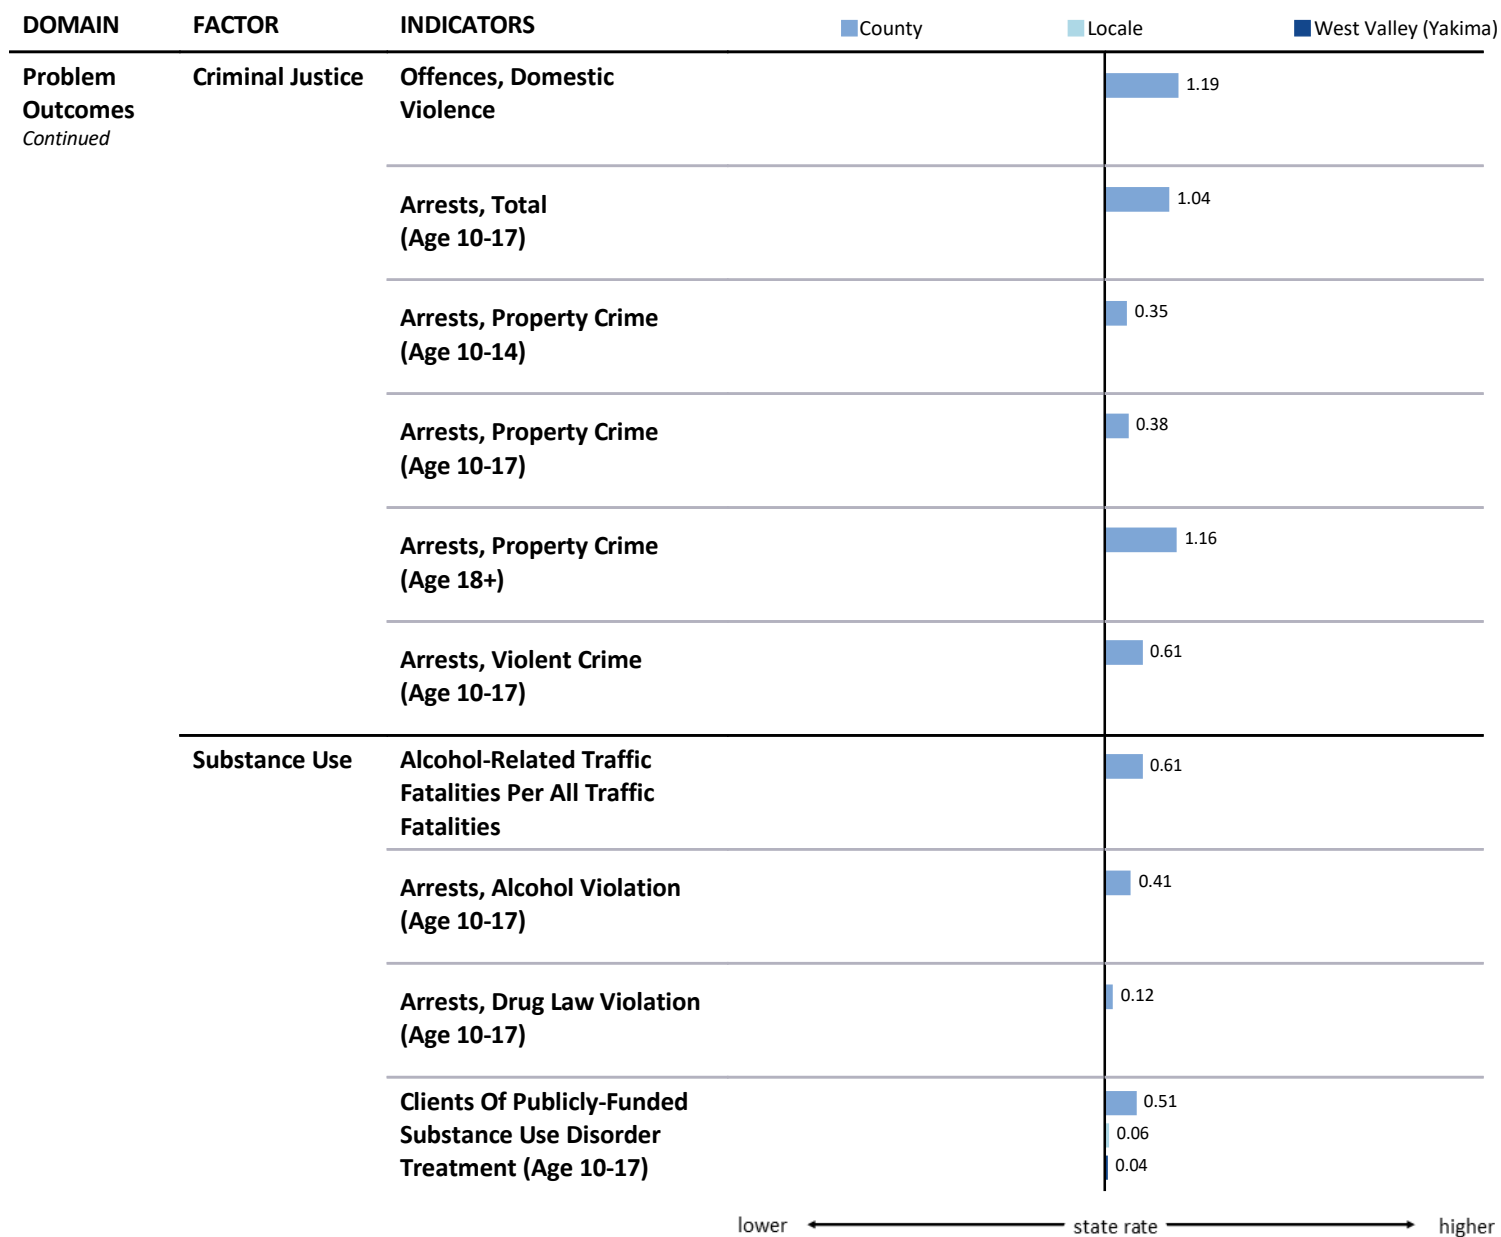 DOMAIN FACTOR INDICATORS County Locale West Valley (Yakima)
Problem Criminal Justice Offences, Domestic
Outcomes Violence
Continued
1.19
Arrests, Total
(Age 10-17)
1.04
Arrests, Property Crime
(Age 10-14)
0.35
Arrests, Property Crime
(Age 10-17)
0.38
Arrests, Property Crime
(Age 18+)
1.16
Arrests, Violent Crime
(Age 10-17)
0.61
Substance Use Alcohol-Related Traffic
Fatalities Per All Traffic
Fatalities
0.61
Arrests, Alcohol Violation
(Age 10-17)
0.41
Arrests, Drug Law Violation
(Age 10-17)
0.12
Clients Of Publicly-Funded
Substance Use Disorder
Treatment (Age 10-17)
0.51
0.06
0.04
lower state rate higher